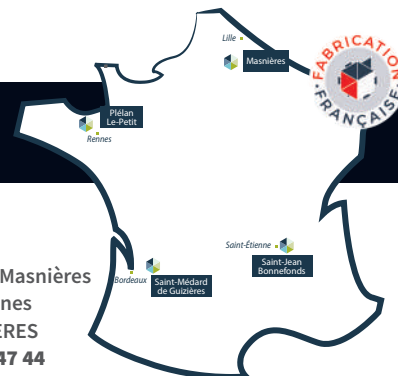 Lille
Masnières
FABRICATION
FRANÇAISE
Plélan
Le-Petit
Rennes
Saint-Étienne
Saint-Jean
Bonnefonds
Masnières
Bordeaux
Saint-Médard
de Guizières
nes
ERES
47 44